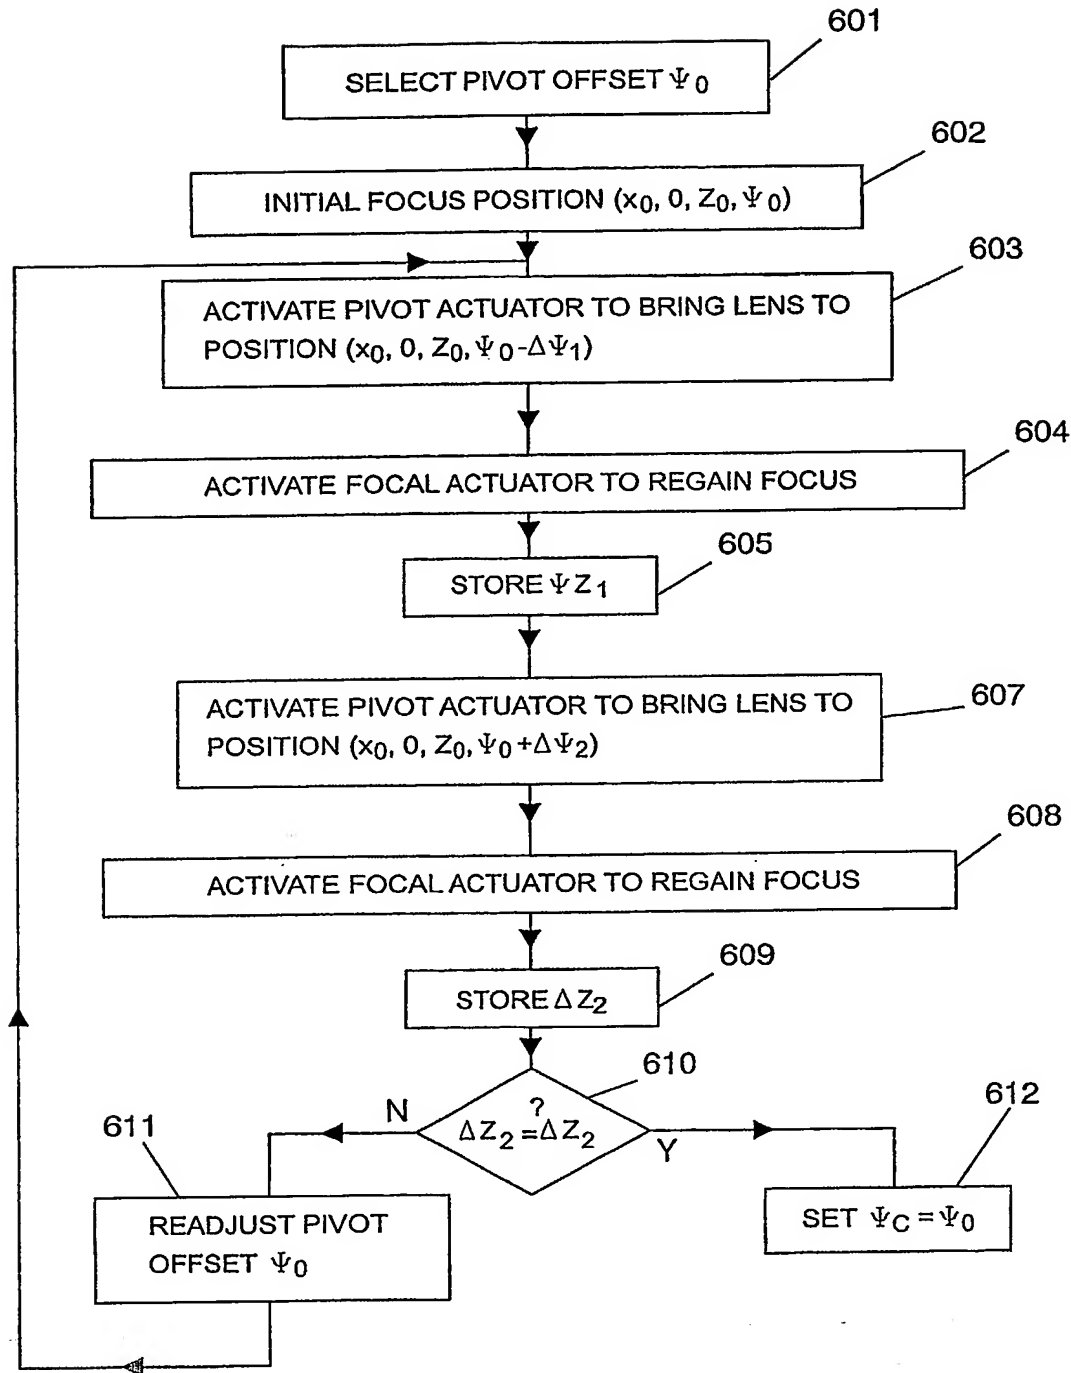 601
SELECT PIVOT OFFSET Ψ₀
602
INITIAL FOCUS POSITION (x₀, 0, Z₀, Ψ₀)
603
ACTIVATE PIVOT ACTUATOR TO BRING LENS TO
POSITION (x₀, 0, Z₀, Ψ₀-ΔΨ₁)
604
ACTIVATE FOCAL ACTUATOR TO REGAIN FOCUS
605
STORE ΨZ₁
607
ACTIVATE PIVOT ACTUATOR TO BRING LENS TO
POSITION (x₀, 0, Z₀, Ψ₀+ΔΨ₂)
608
ACTIVATE FOCAL ACTUATOR TO REGAIN FOCUS
609
STORE ΔZ₂
610
?
ΔZ₂=ΔZ₂
N
Y
611
READJUST PIVOT
OFFSET Ψ₀
612
SET Ψ_C=Ψ₀